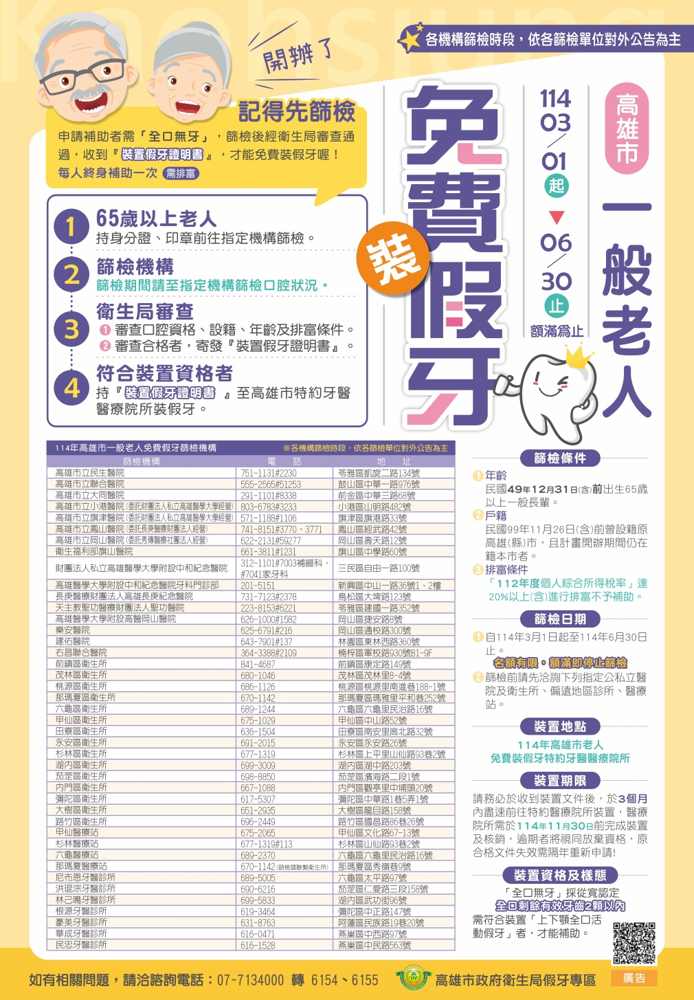 Kaohsiung
各機構篩檢時段，依各篩檢單位對外公告為主
開辦了
記得先篩檢
申請補助者需「全口無牙」，篩檢後經衛生局審查通
過，收到『裝置假牙證明書』，才能免費裝假牙喔！
每人終身補助一次 需排富
高雄市
一般老人
免費裝假牙
114
03
/
01
起
06
/
30
止
額滿為止
1
65歲以上老人
持身分證、印章前往指定機構篩檢。
2
篩檢機構
篩檢期間請至指定機構篩檢口腔狀況。
3
衛生局審查
1 審查口腔資格、設籍、年齡及排富條件。
2 審查合格者，寄發『裝置假牙證明書』。
4
符合裝置資格者
持『裝置假牙證明書 』至高雄市特約牙醫
醫療院所裝假牙。
114年高雄市一般老人免費假牙篩檢機構 ※各機構篩檢時段，依各篩檢單位對外公告為主
篩檢機構 電 話 地 址
高雄市立民生醫院 751-1131#2230 苓雅區凱旋二路134號
高雄市立聯合醫院 555-2565#51253 鼓山區中華一路976號
高雄市立大同醫院 291-1101#8338 前金區中華三路68號
高雄市立小港醫院(委託財團法人私立高雄醫學大學經營) 803-6783#3233 小港區山明路482號
高雄市立旗津醫院(委託財團法人私立高雄醫學大學經營) 571-1188#1106 旗津區旗港路33號
高雄市立鳳山醫院(委託長庚醫療財團法人經營) 741-8151#3770、3771 鳳山區經武路42號
高雄市立岡山醫院(委託秀傳醫療社團法人經營) 622-2131#59277 岡山區壽天路12號
衛生福利部旗山醫院 661-3811#1231 旗山區中學路60號
財團法人私立高雄醫學大學附設中和紀念醫院 312-1101#7003補綴科、#7041家牙科 三民區自由一路100號
高雄醫學大學附設中和紀念醫院牙科門診部 201-5151 新興區中山一路36號1、2樓
長庚醫療財團法人高雄長庚紀念醫院 731-7123#2378 鳥松區大埤路123號
天主教聖功醫療財團法人聖功醫院 223-8153#6221 苓雅區建國一路352號
高雄醫學大學附設高醫岡山醫院 626-1000#1582 岡山區捷安路8號
樂安醫院 625-6791#216 岡山區通校路300號
建佑醫院 643-7901#137 林園區東林西路360號
右昌聯合醫院 364-3388#2109 楠梓區軍校路930號B1-9F
前鎮區衛生所 841-4687 前鎮區康定路149號
茂林區衛生所 680-1046 茂林區茂林里8-4號
桃源區衛生所 686-1126 桃源區桃源里南進巷188-1號
那瑪夏區衛生所 670-1142 那瑪夏區瑪雅里平和巷252號
六龜區衛生所 689-1244 六龜區六龜里民治路16號
甲仙區衛生所 675-1029 甲仙區中山路52號
田寮區衛生所 636-1504 田寮區南安里崗北路32號
永安區衛生所 691-2015 永安區永安路26號
杉林區衛生所 677-1319 杉林區上平里山仙路93巷2號
湖內區衛生所 699-3009 湖內區湖中路203號
茄萣區衛生所 698-8850 茄萣區濱海路二段1號
內門區衛生所 667-1088 內門區觀亭里中埔頭20號
彌陀區衛生所 617-5307 彌陀區中華路1巷5弄1號
大樹區衛生所 651-2935 大樹區龍目路158號
路竹區衛生所 696-2449 路竹區國昌路86巷26號
甲仙醫療站 675-2065 甲仙區文化路67-13號
杉林醫療站 677-1319#113 杉林區山仙路93巷2號
六龜醫療站 689-2370 六龜區六龜里民治路16號
那瑪夏醫療站 670-1142(篩檢請聯繫衛生所) 那瑪夏區秀嶺巷9號
尼布恩牙醫診所 689-5005 六龜區太平路97號
洪琨淙牙醫診所 690-6216 茄萣區仁愛路三段158號
林己鳴牙醫診所 699-5833 湖內區武功街96號
根源牙醫診所 619-3464 彌陀區中正路147號
豪美牙醫診所 631-8763 阿蓮區民族路19巷20號
華成牙醫診所 616-0471 燕巢區中西路97號
民忠牙醫診所 616-1528 燕巢區中民路563號
篩檢條件
1 年齡
民國49年12月31日(含)前出生65歲
以上一般長輩。
2 戶籍
民國99年11月26日(含)前曾設籍原
高雄(縣)市，且計畫開辦期間仍在
籍本市者。
3 排富條件
「112年度個人綜合所得稅率」達
20%以上(含)進行排富不予補助。
篩檢日期
1 自114年3月1日起至114年6月30日
止。
名額有限。額滿即停止篩檢
2 篩檢前請先洽詢下列指定公私立醫
院及衛生所、偏遠地區診所、醫療
站。
裝置地點
114年高雄市老人
免費裝假牙特約牙醫醫療院所
裝置期限
請務必於收到裝置文件後，於3個月
內盡速前往特約醫療院所裝置，醫療
院所需於114年11月30日前完成裝置
及核銷，逾期者將視同放棄資格，原
合格文件失效需隔年重新申請!
裝置資格及樣態
「全口無牙」採從寬認定
全口剩餘有效牙齒2顆以內
需符合裝置「上下顎全口活
動假牙」者，才能補助。
如有相關問題，請洽諮詢電話：07-7134000 轉 6154、6155
高雄市政府衛生局假牙專區
廣告